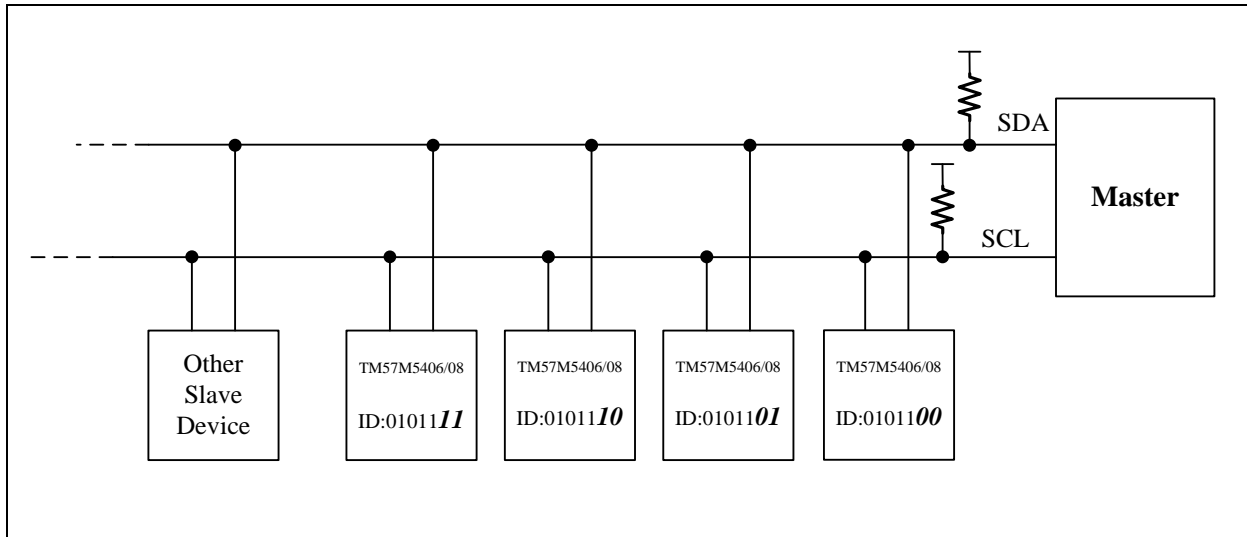 SDA
Master
SCL
Other
Slave
Device
TM57M5406/08
ID:0101111
TM57M5406/08
ID:0101110
TM57M5406/08
ID:0101101
TM57M5406/08
ID:0101100